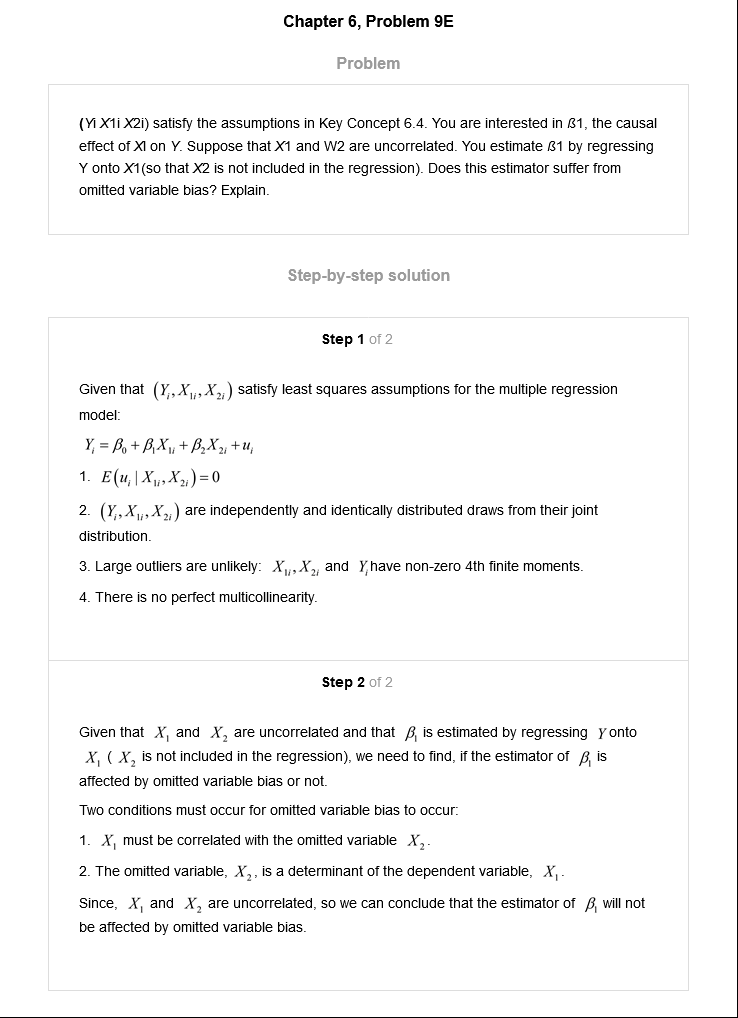 Chapter 6, Problem 9E
Problem
(Yi X1i X2i) satisfy the assumptions in Key Concept 6.4. You are interested in ß1, the causal
effect of Xl on Y. Suppose that X1 and W2 are uncorrelated. You estimate ß1 by regressing
Y onto X1(so that X2 is not included in the regression). Does this estimator suffer from
omitted variable bias? Explain.
Step-by-step solution
Step 1 of 2
Given that (Y_i, X_{1i}, X_{2i}) satisfy least squares assumptions for the multiple regression
model:
Y_i = β_0 + β_1X_{1i} + β_2X_{2i} + u_i
1. E(u_i | X_{1i}, X_{2i}) = 0
2. (Y_i, X_{1i}, X_{2i}) are independently and identically distributed draws from their joint
distribution.
3. Large outliers are unlikely: X_{1i}, X_{2i} and Y_i have non-zero 4th finite moments.
4. There is no perfect multicollinearity.
Step 2 of 2
Given that X_1 and X_2 are uncorrelated and that β_1 is estimated by regressing Y onto
X_1 ( X_2 is not included in the regression), we need to find, if the estimator of β_1 is
affected by omitted variable bias or not.
Two conditions must occur for omitted variable bias to occur:
1. X_1 must be correlated with the omitted variable X_2.
2. The omitted variable, X_2, is a determinant of the dependent variable, X_1.
Since, X_1 and X_2 are uncorrelated, so we can conclude that the estimator of β_1 will not
be affected by omitted variable bias.